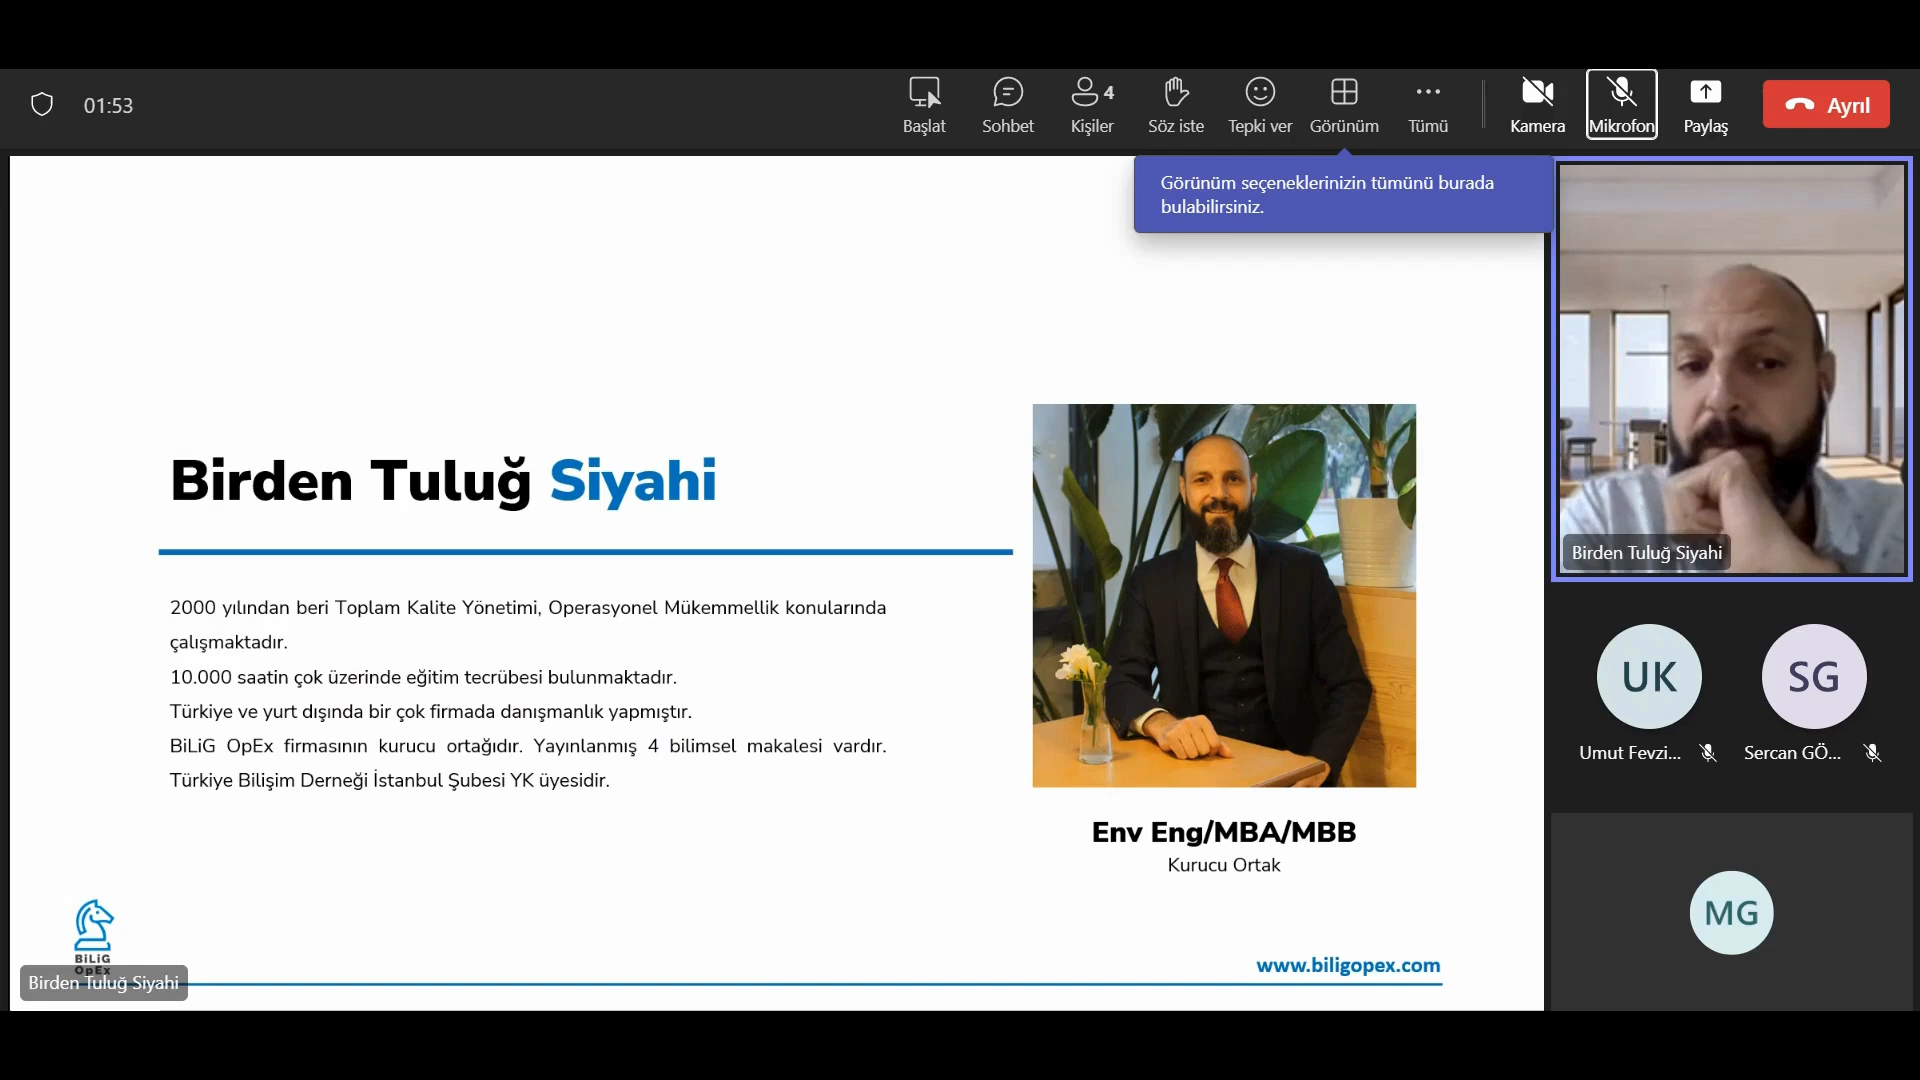 01:53
Başlat
Sohbet
4
Kişiler
Söz iste
Tepki ver
Görünüm
Tümü
Kamera
Mikrofon
Paylaş
Ayrıl
Görünüm seçeneklerinizin tümünü burada
bulabilirsiniz.
Birden Tuluğ Siyahi
2000 yılından beri Toplam Kalite Yönetimi, Operasyonel Mükemmellik konularında
çalışmaktadır.
10.000 saatin çok üzerinde eğitim tecrübesi bulunmaktadır.
Türkiye ve yurt dışında bir çok firmada danışmanlık yapmıştır.
BiLiG OpEx firmasının kurucu ortağıdır. Yayınlanmış 4 bilimsel makalesi vardır.
Türkiye Bilişim Derneği İstanbul Şubesi YK üyesidir.
Env Eng/MBA/MBB
Kurucu Ortak
BiLiG
OpEx
www.biligopex.com
Birden Tuluğ Siyahi
Birden Tuluğ Siyahi
UK
SG
Umut Fevzi...
Sercan GÖ...
MG